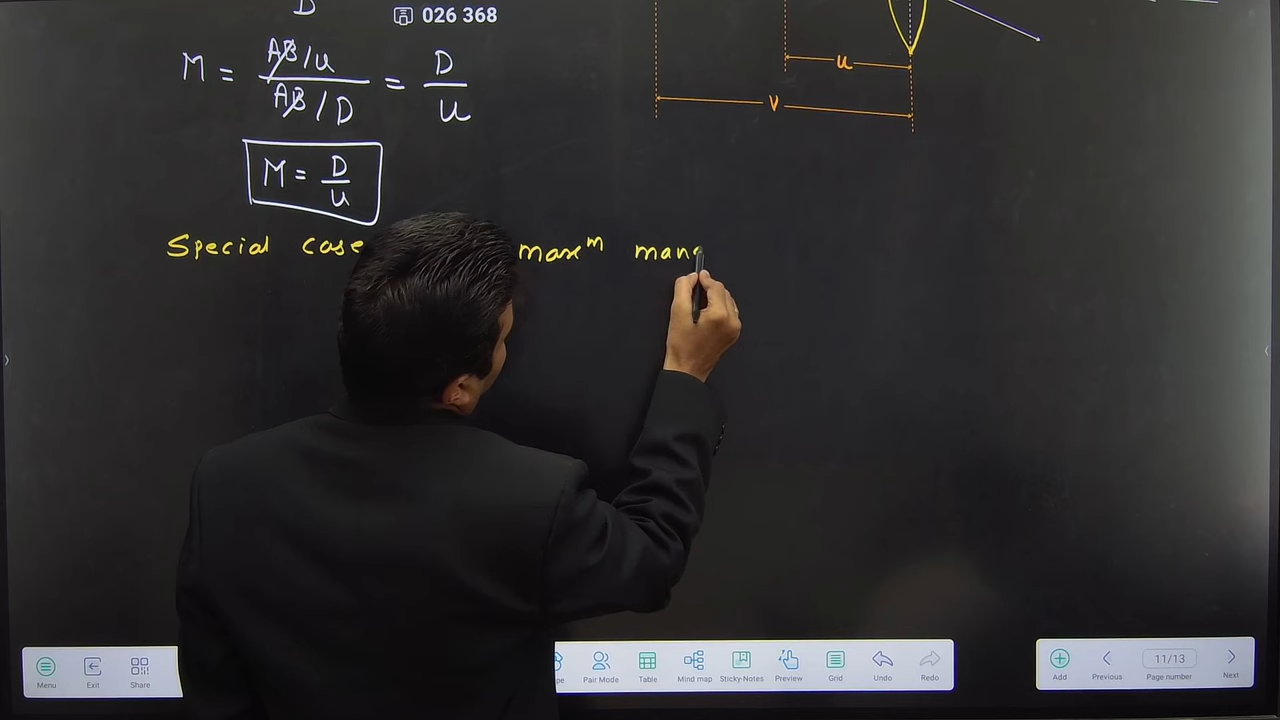 D
026 368
M = AB/u / AB/D = D/u
M = D/u
u
v
Special case maxᵐ
Menu Exit Share Pair Mode Table Mind map Sticky-Notes Preview Grid Undo Redo
Add Previous 11/13 Page number Next